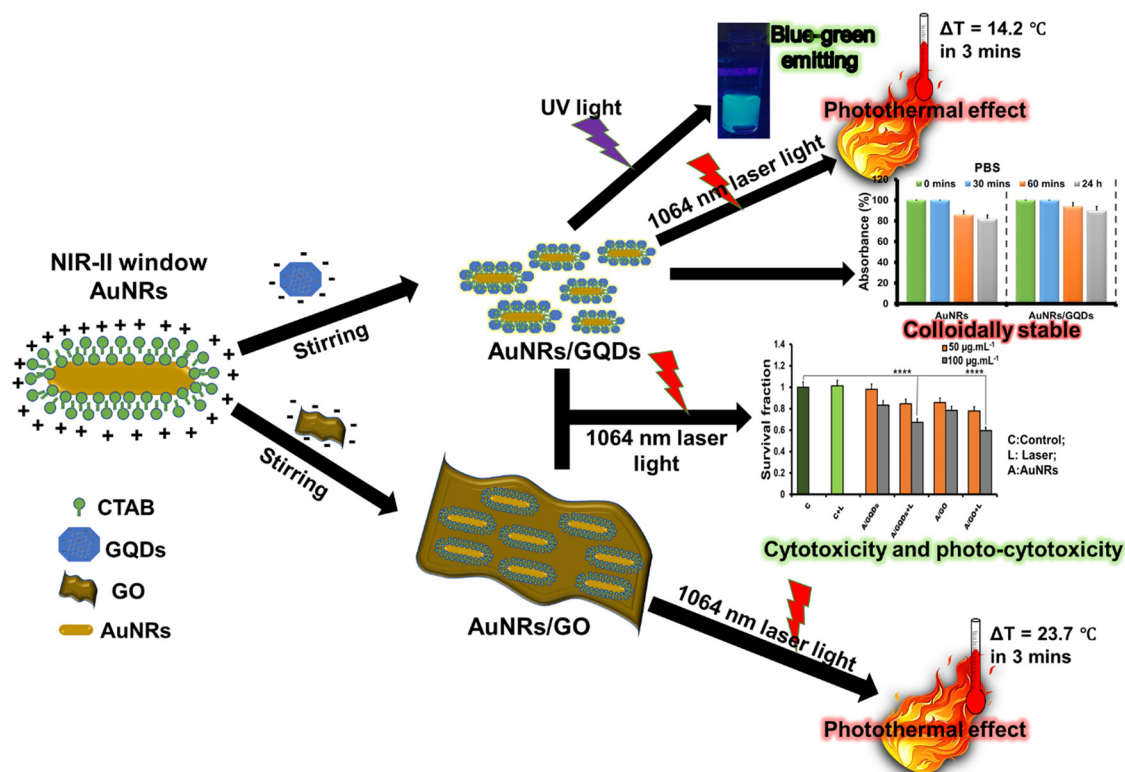 NIR-II window
AuNRs
Stirring
Stirring
CTAB
GQDs
GO
AuNRs
UV light
Blue-green
emitting
1064 nm laser light
ΔT = 14.2 ℃
in 3 mins
Photothermal effect
AuNRs/GQDs
PBS
0 mins 30 mins 60 mins 24 h
Absorbance (%)
120
100
80
60
40
20
0
AuNRs AuNRs/GQDs
Colloidally stable
1064 nm laser
light
50 µg.mL-1
100 µg.mL-1
Survival fraction
1.4
1.2
1
0.8
0.6
0.4
0.2
0
**** ****
C C+L A/GQDs A/GQDs+L A/GO A/GO+L
C:Control;
L: Laser;
A:AuNRs
Cytotoxicity and photo-cytotoxicity
AuNRs/GO
1064 nm laser light
ΔT = 23.7 ℃
in 3 mins
Photothermal effect